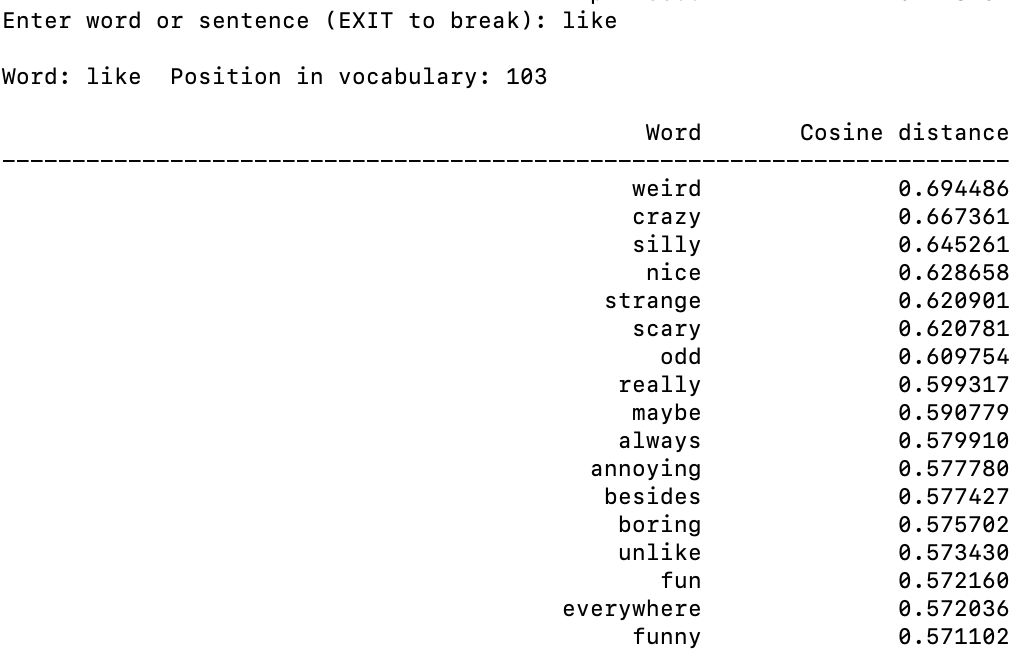 Enter word or sentence (EXIT to break): like
Word: like  Position in vocabulary: 103
Word Cosine distance
------------------------------------------------------------------------
weird 0.694486
crazy 0.667361
silly 0.645261
nice 0.628658
strange 0.620901
scary 0.620781
odd 0.609754
really 0.599317
maybe 0.590779
always 0.579910
annoying 0.577780
besides 0.577427
boring 0.575702
unlike 0.573430
fun 0.572160
everywhere 0.572036
funny 0.571102